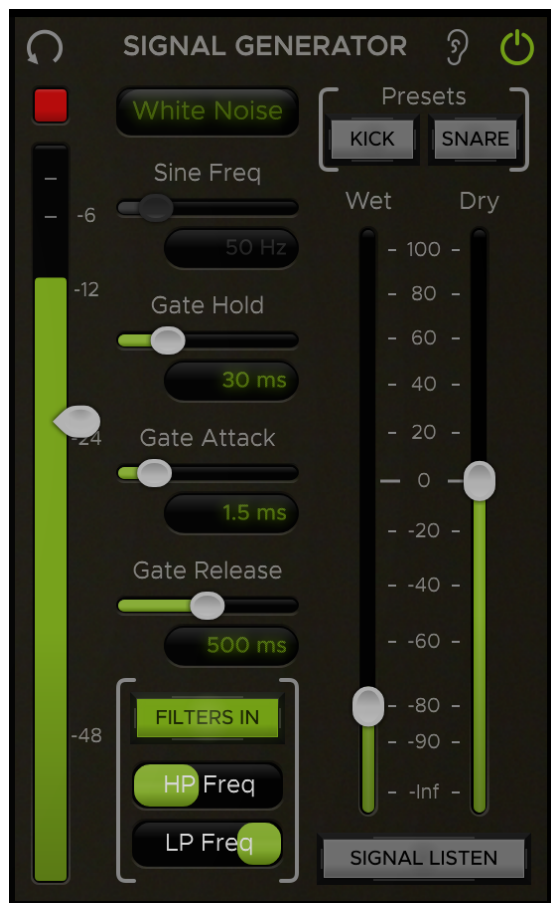 SIGNAL GENERATOR
White Noise
Presets
KICK
SNARE
Sine Freq
50 Hz
Gate Hold
30 ms
Gate Attack
1.5 ms
Gate Release
500 ms
FILTERS IN
HP Freq
LP Freq
-6
-12
-24
-48
Wet
Dry
100
80
60
40
20
0
-20
-40
-60
-80
-90
-Inf
SIGNAL LISTEN